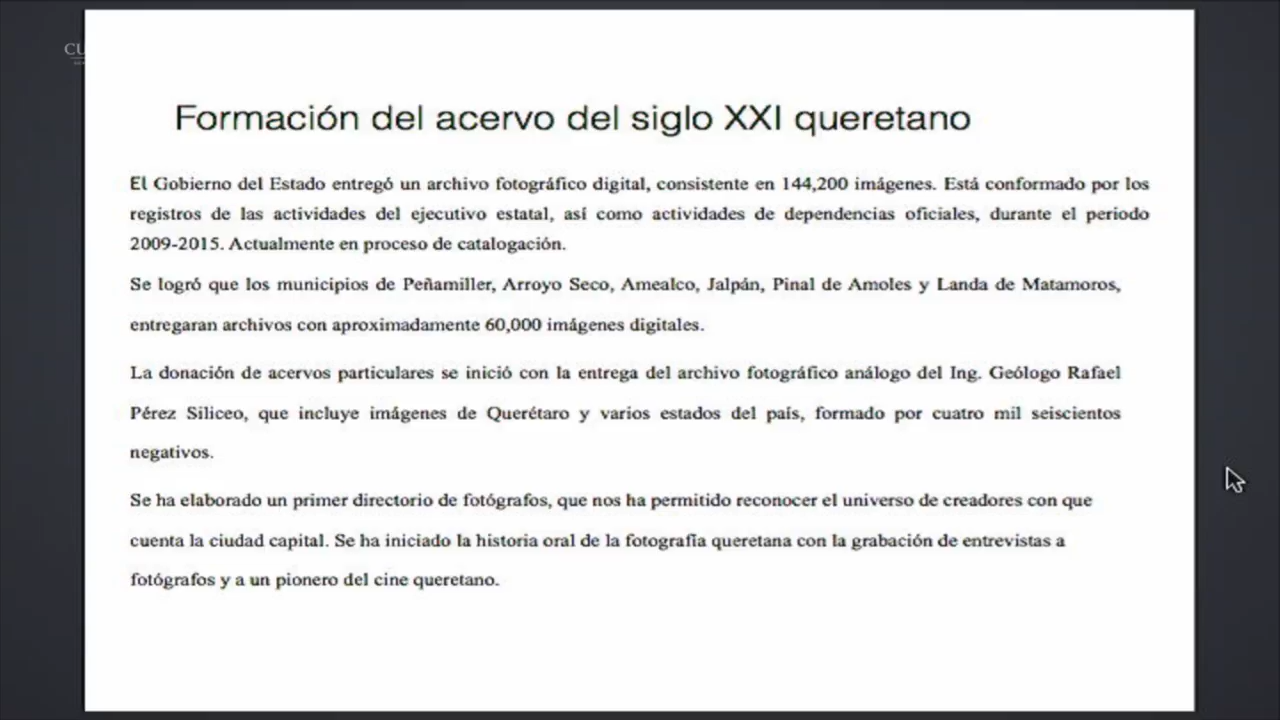 CU
Formación del acervo del siglo XXI queretano
El Gobierno del Estado entregó un archivo fotográfico digital, consistente en 144,200 imágenes. Está conformado por los
registros de las actividades del ejecutivo estatal, así como actividades de dependencias oficiales, durante el periodo
2009-2015. Actualmente en proceso de catalogación.
Se logró que los municipios de Peñamiller, Arroyo Seco, Amealco, Jalpán, Pinal de Amoles y Landa de Matamoros,
entregaran archivos con aproximadamente 60,000 imágenes digitales.
La donación de acervos particulares se inició con la entrega del archivo fotográfico análogo del Ing. Geólogo Rafael
Pérez Siliceo, que incluye imágenes de Querétaro y varios estados del país, formado por cuatro mil seiscientos
negativos.
Se ha elaborado un primer directorio de fotógrafos, que nos ha permitido reconocer el universo de creadores con que
cuenta la ciudad capital. Se ha iniciado la historia oral de la fotografía queretana con la grabación de entrevistas a
fotógrafos y a un pionero del cine queretano.